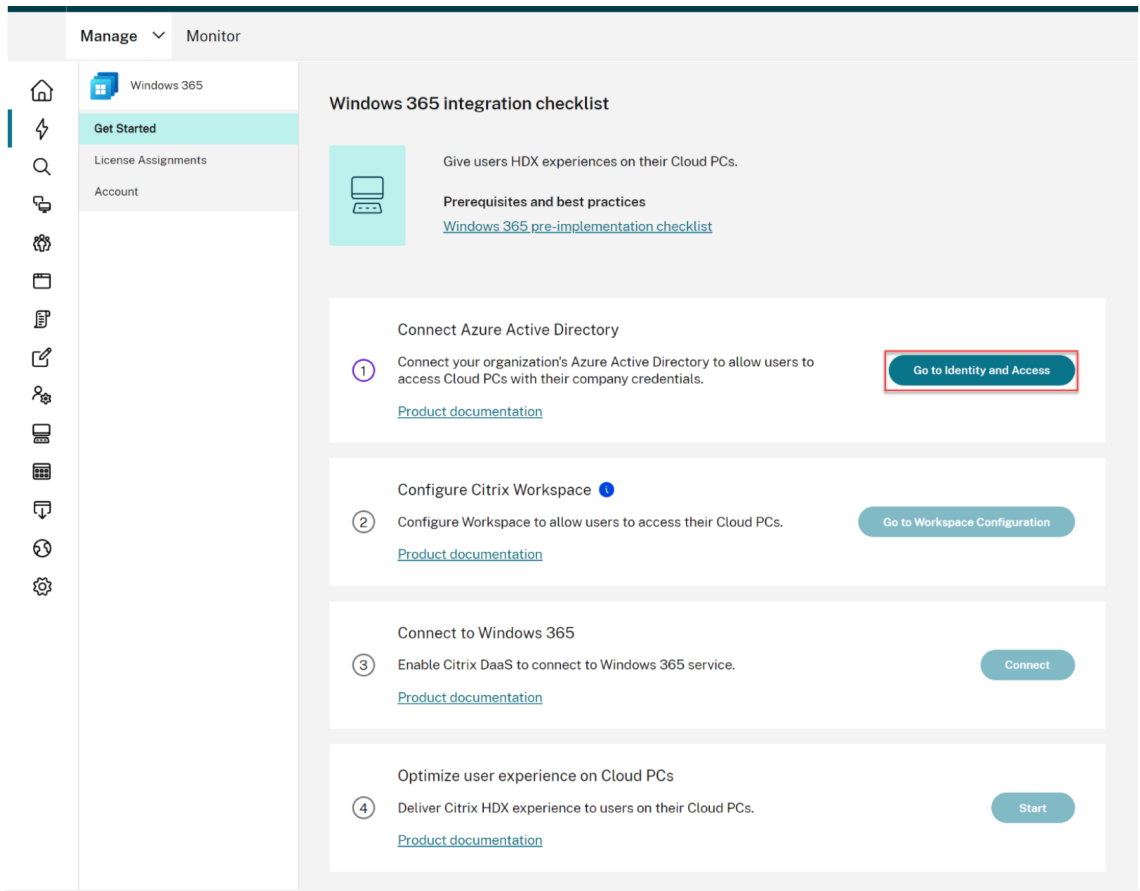 Manage Monitor
Windows 365
Get Started
License Assignments
Account
Windows 365 integration checklist
Give users HDX experiences on their Cloud PCs.
Prerequisites and best practices
Windows 365 pre-implementation checklist
Connect Azure Active Directory
1
Connect your organization's Azure Active Directory to allow users to
access Cloud PCs with their company credentials.
Go to Identity and Access
Product documentation
Configure Citrix Workspace i
2
Configure Workspace to allow users to access their Cloud PCs.
Go to Workspace Configuration
Product documentation
Connect to Windows 365
3
Enable Citrix DaaS to connect to Windows 365 service.
Connect
Product documentation
Optimize user experience on Cloud PCs
4
Deliver Citrix HDX experience to users on their Cloud PCs.
Start
Product documentation